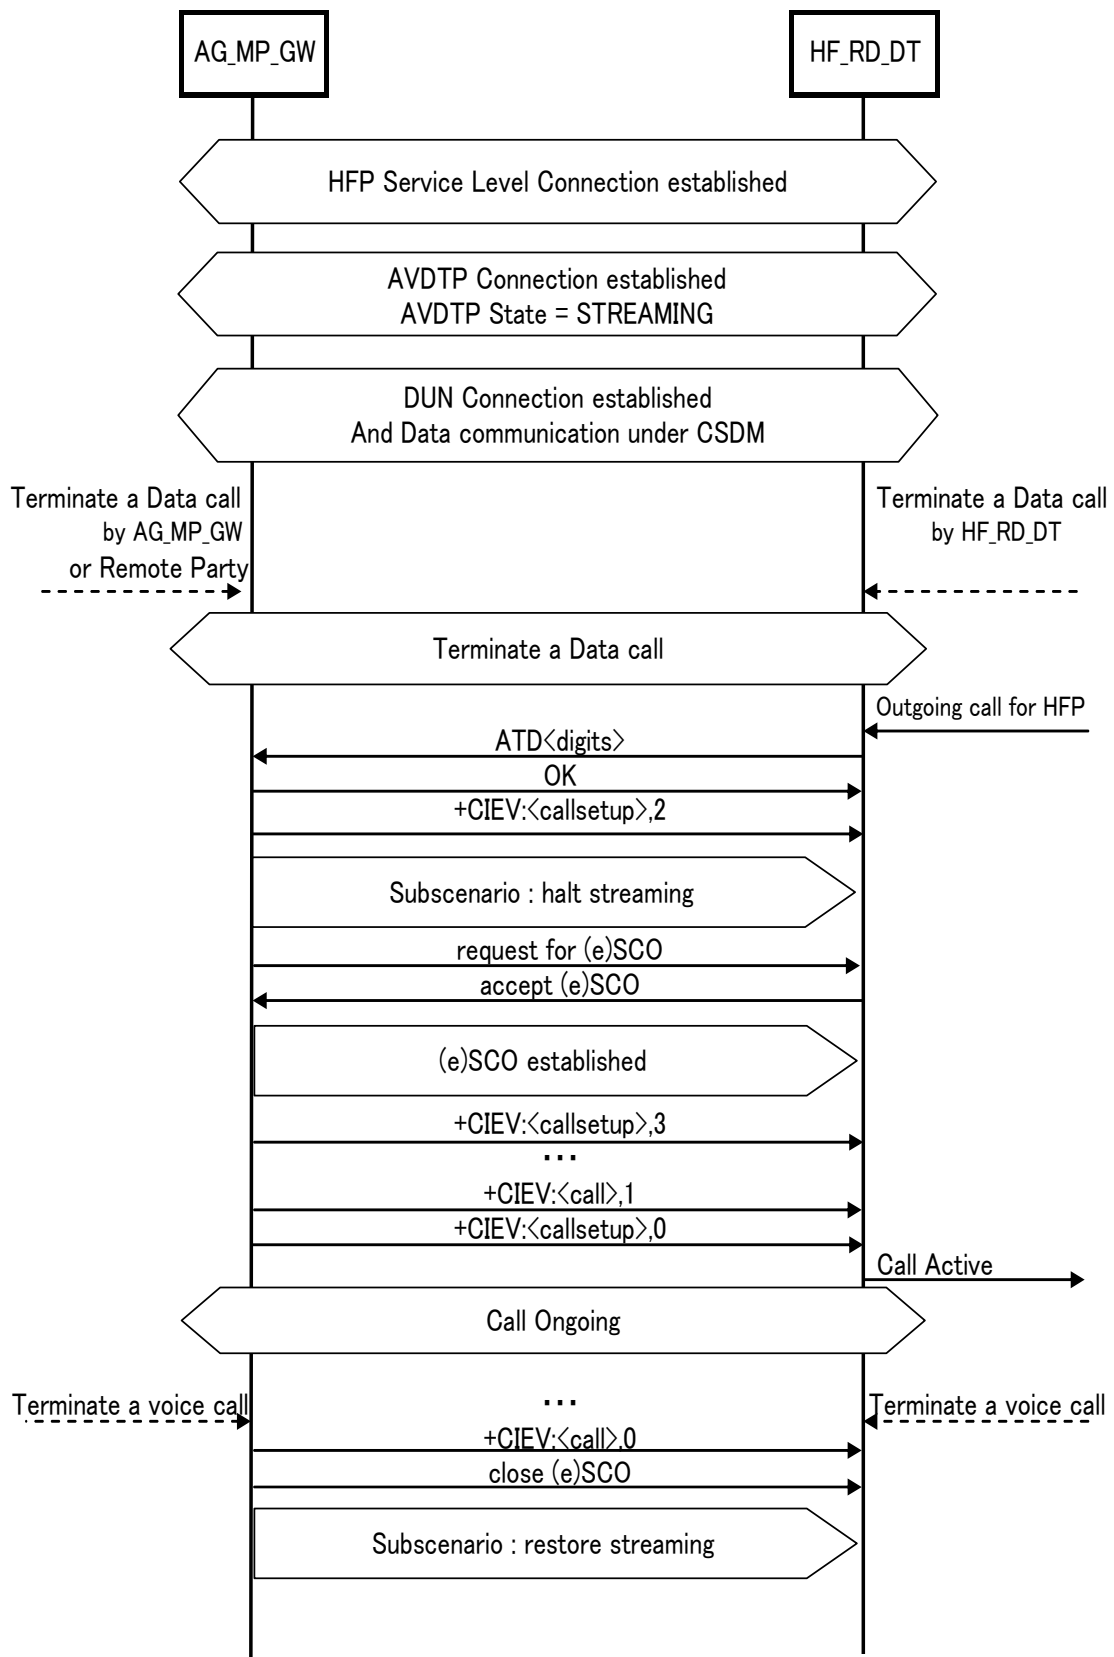 AG_MP_GW
HF_RD_DT
HFP Service Level Connection established
AVDTP Connection established
AVDTP State = STREAMING
DUN Connection established
And Data communication under CSDM
Terminate a Data call
by AG_MP_GW
or Remote Party
Terminate a Data call
by HF_RD_DT
Terminate a Data call
Outgoing call for HFP
ATD<digits>
OK
+CIEV:<callsetup>,2
Subscenario : halt streaming
request for (e)SCO
accept (e)SCO
(e)SCO established
+CIEV:<callsetup>,3
...
+CIEV:<call>,1
+CIEV:<callsetup>,0
Call Active
Call Ongoing
Terminate a voice call
...
Terminate a voice call
+CIEV:<call>,0
close (e)SCO
Subscenario : restore streaming